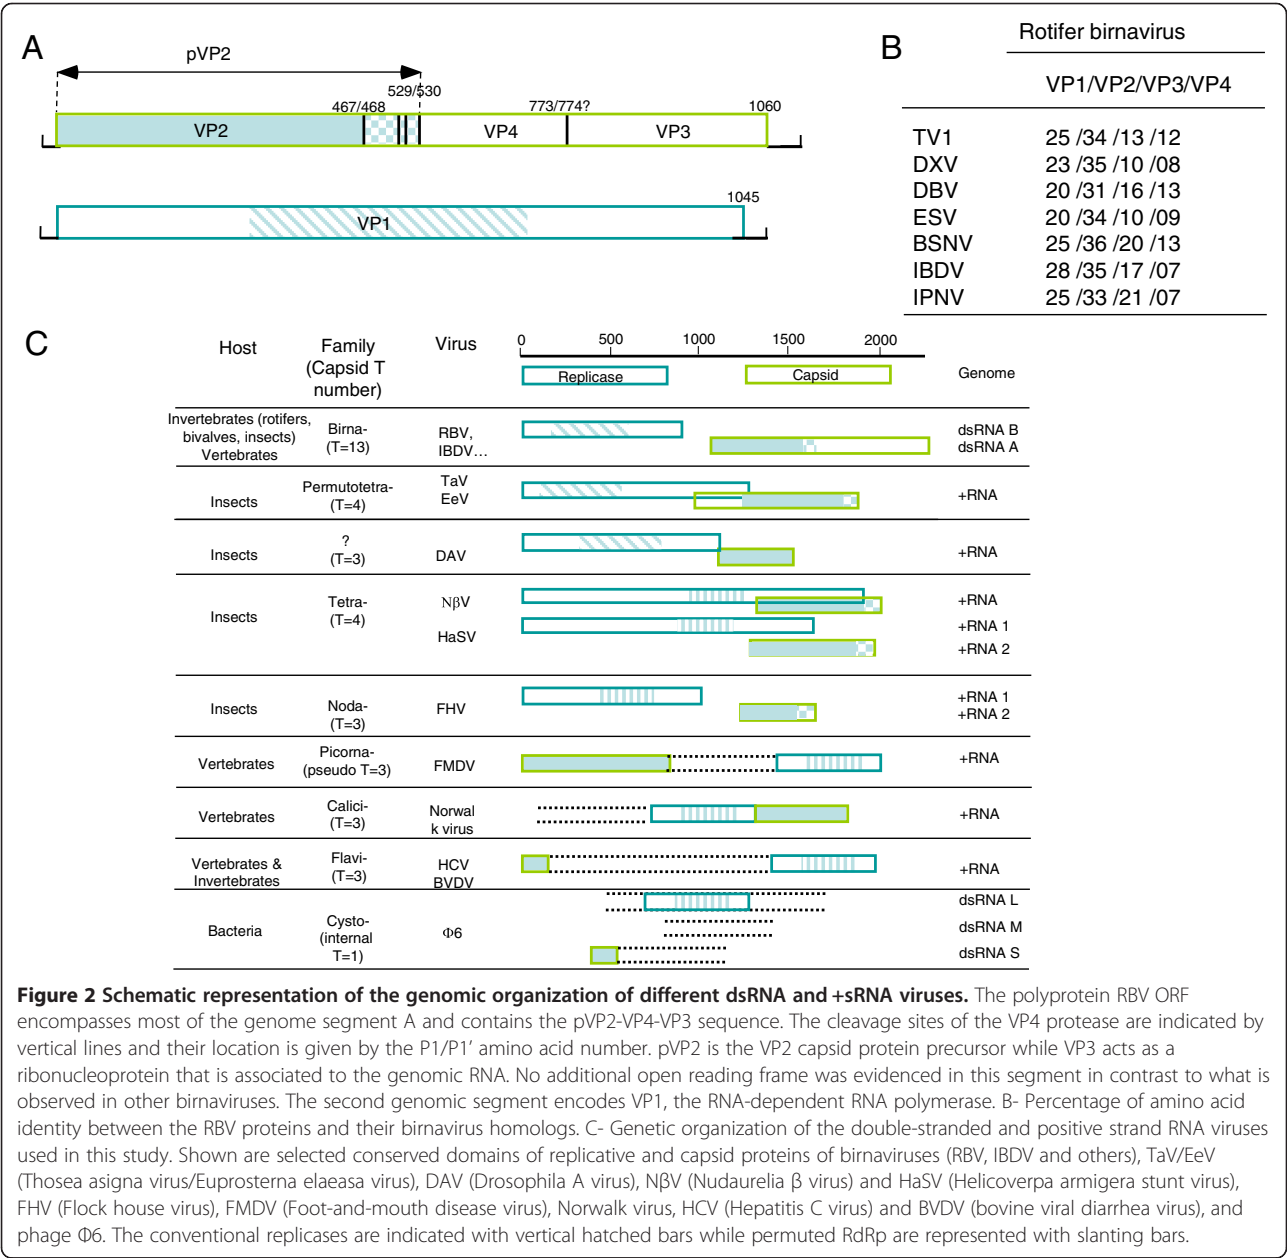 A
pVP2
529/530
467/468
773/774?
1060
VP2
VP4
VP3
1045
VP1
B
Rotifer birnavirus
VP1/VP2/VP3/VP4
TV1 25 /34 /13 /12
DXV 23 /35 /10 /08
DBV 20 /31 /16 /13
ESV 20 /34 /10 /09
BSNV 25 /36 /20 /13
IBDV 28 /35 /17 /07
IPNV 25 /33 /21 /07
C
Host
Family
(Capsid T
number)
Virus
0 500 1000 1500 2000
Replicase
Capsid
Genome
Invertebrates (rotifers,
bivalves, insects)
Vertebrates
Birna-
(T=13)
RBV,
IBDV...
dsRNA B
dsRNA A
Insects
Permutotetra-
(T=4)
TaV
EeV
+RNA
Insects
?
(T=3)
DAV
+RNA
Insects
Tetra-
(T=4)
NβV
+RNA
HaSV
+RNA 1
+RNA 2
Insects
Noda-
(T=3)
FHV
+RNA 1
+RNA 2
Vertebrates
Picorna-
(pseudo T=3)
FMDV
+RNA
Vertebrates
Calici-
(T=3)
Norwal
k virus
+RNA
Vertebrates &
Invertebrates
Flavi-
(T=3)
HCV
BVDV
+RNA
Bacteria
Cysto-
(internal
T=1)
Φ6
dsRNA L
dsRNA M
dsRNA S
Figure 2 Schematic representation of the genomic organization of different dsRNA and +sRNA viruses. The polyprotein RBV ORF
encompasses most of the genome segment A and contains the pVP2-VP4-VP3 sequence. The cleavage sites of the VP4 protease are indicated by
vertical lines and their location is given by the P1/P1′ amino acid number. pVP2 is the VP2 capsid protein precursor while VP3 acts as a
ribonucleoprotein that is associated to the genomic RNA. No additional open reading frame was evidenced in this segment in contrast to what is
observed in other birnaviruses. The second genomic segment encodes VP1, the RNA-dependent RNA polymerase. B- Percentage of amino acid
identity between the RBV proteins and their birnavirus homologs. C- Genetic organization of the double-stranded and positive strand RNA viruses
used in this study. Shown are selected conserved domains of replicative and capsid proteins of birnaviruses (RBV, IBDV and others), TaV/EeV
(Thosea asigna virus/Euprosterna elaeasa virus), DAV (Drosophila A virus), NβV (Nudaurelia β virus) and HaSV (Helicoverpa armigera stunt virus),
FHV (Flock house virus), FMDV (Foot-and-mouth disease virus), Norwalk virus, HCV (Hepatitis C virus) and BVDV (bovine viral diarrhea virus), and
phage Φ6. The conventional replicases are indicated with vertical hatched bars while permuted RdRp are represented with slanting bars.